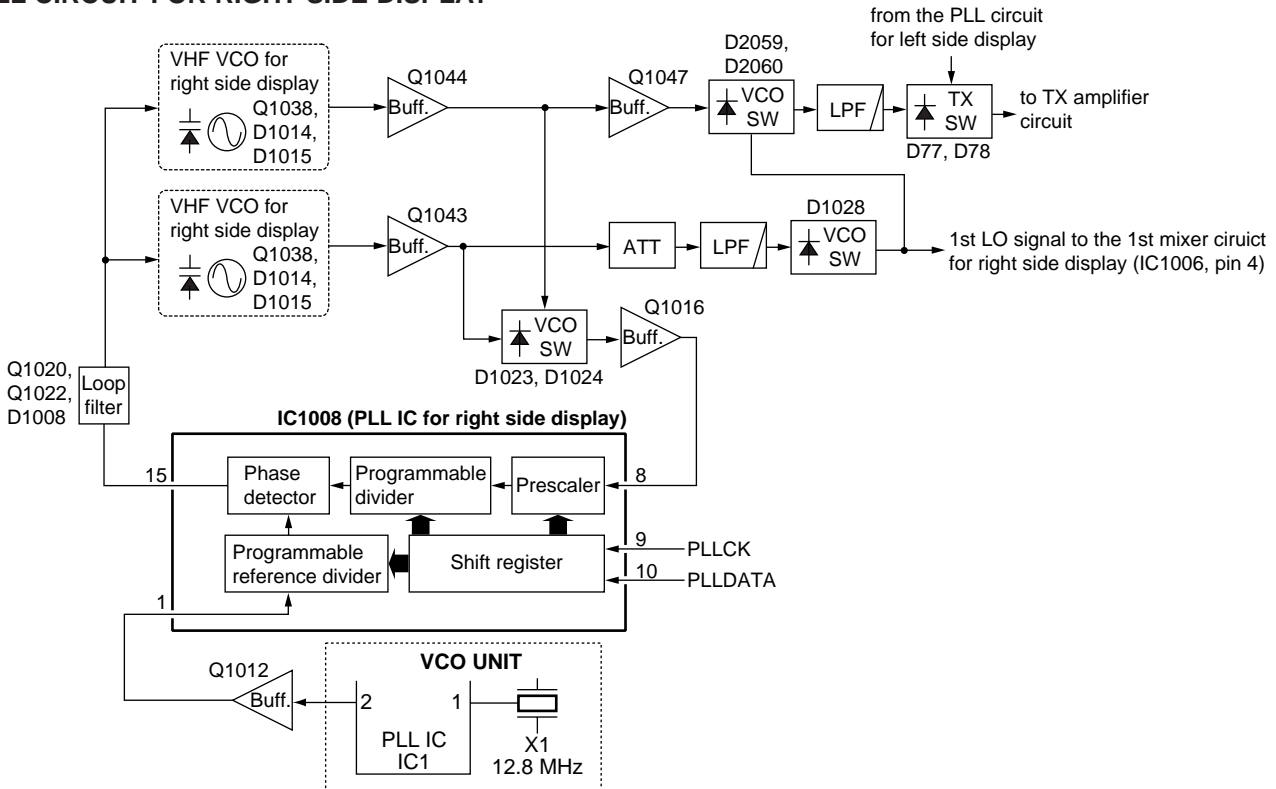 VHF VCO for
right side display
Q1038,
D1014,
D1015
Q1044
Buff.
Q1047
Buff.
D2059,
D2060
VCO
SW
LPF
from the PLL circuit
for left side display
TX
SW
D77, D78
to TX amplifier
circuit
VHF VCO for
right side display
Q1038,
D1014,
D1015
Q1043
Buff.
ATT
LPF
D1028
VCO
SW
1st LO signal to the 1st mixer ciruict
for right side display (IC1006, pin 4)
VCO
SW
D1023, D1024
Q1016
Buff.
Q1020,
Q1022,
D1008
Loop
filter
IC1008 (PLL IC for right side display)
15
Phase
detector
Programmable
divider
Prescaler
8
Programmable
reference divider
Shift register
9
PLLCK
10
PLLDATA
1
Q1012
Buff.
VCO UNIT
2
1
PLL IC
IC1
X1
12.8 MHz